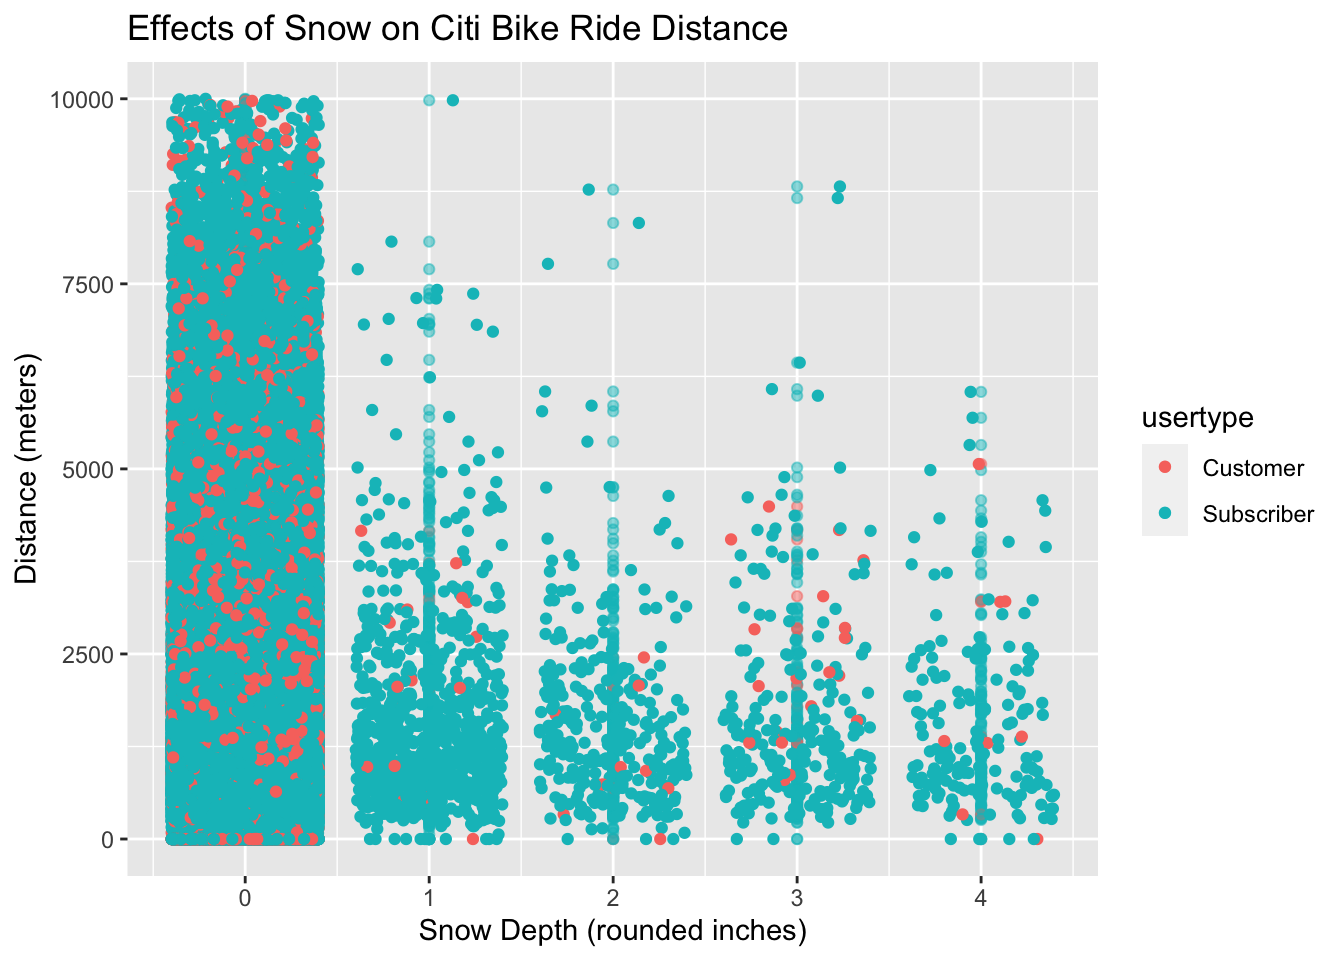 Effects of Snow on Citi Bike Ride Distance
10000
7500
5000
2500
0
Distance (meters)
0 1 2 3 4
Snow Depth (rounded inches)
usertype
Customer
Subscriber